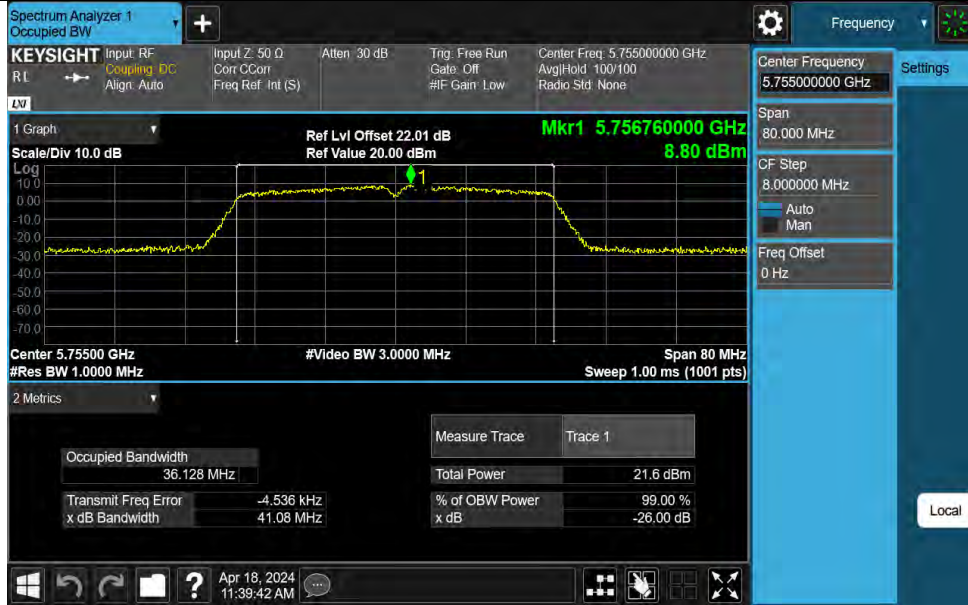 Spectrum Analyzer 1
Occupied BW
+
Frequency
KEYSIGHT Input: RF Input Z: 50 Ω Atten: 30 dB Trig: Free Run Center Freq: 5.755000000 GHz
Coupling: DC Corr CCorr Gate: Off Avg|Hold: 100/100
Align: Auto Freq Ref: Int (S) #IF Gain: Low Radio Std: None
LXI
Center Frequency
5.755000000 GHz
Settings
Span
80.000 MHz
CF Step
8.000000 MHz
Auto
Man
Freq Offset
0 Hz
1 Graph
Ref Lvl Offset 22.01 dB Mkr1 5.756760000 GHz
Scale/Div 10.0 dB Ref Value 20.00 dBm 8.80 dBm
Log
10.0
0.00
-10.0
-20.0
-30.0
-40.0
-50.0
-60.0
-70.0
1
Center 5.75500 GHz #Video BW 3.0000 MHz Span 80 MHz
#Res BW 1.0000 MHz Sweep 1.00 ms (1001 pts)
2 Metrics
Measure Trace Trace 1
Occupied Bandwidth
36.128 MHz Total Power 21.6 dBm
Transmit Freq Error -4.536 kHz % of OBW Power 99.00 %
x dB Bandwidth 41.08 MHz x dB -26.00 dB
Local
? Apr 18, 2024
11:39:42 AM